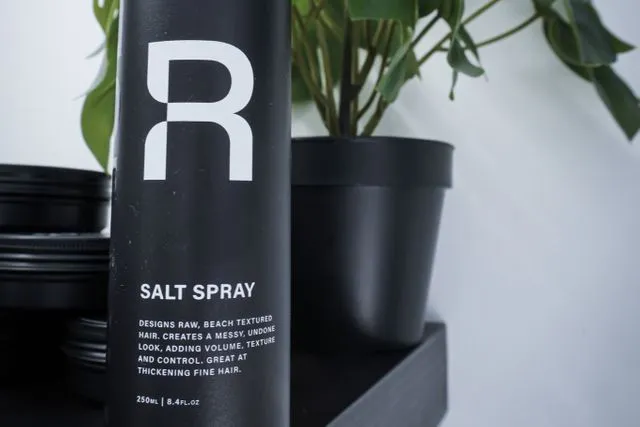 R
SALT SPRAY
DESIGNS RAW, BEACH TEXTURED
HAIR. CREATES A MESSY, UNDONE
LOOK, ADDING VOLUME, TEXTURE
AND CONTROL. GREAT AT
THICKENING FINE HAIR.
250ML | 8.4FL.OZ